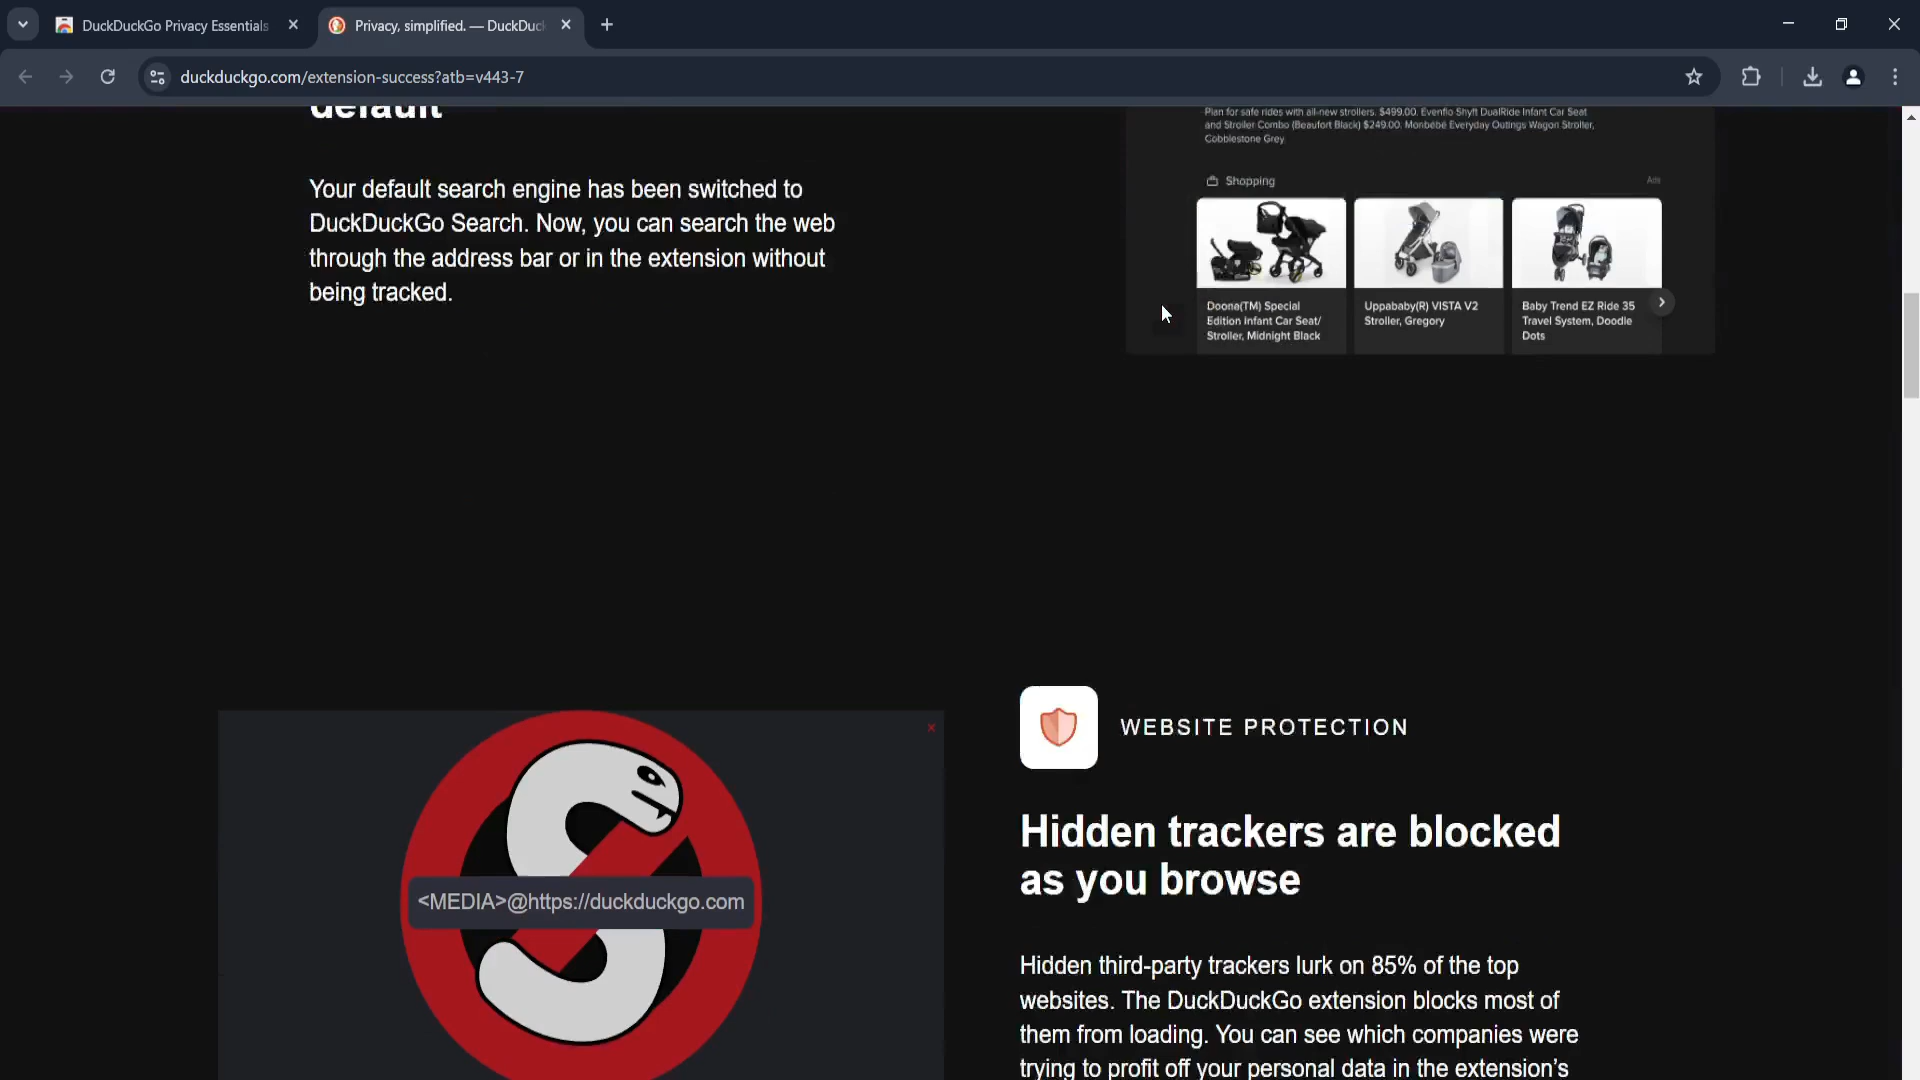 DuckDuckGo Privacy Essentials
Privacy, simplified. — DuckDuc
duckduckgo.com/extension-success?atb=v443-7
default
Your default search engine has been switched to
DuckDuckGo Search. Now, you can search the web
through the address bar or in the extension without
being tracked.
Plan for safe rides with all-new strollers. $499.00. Evenflo Shyft DualRide Infant Car Seat
and Stroller Combo (Beaufort Black) $249.00. Monbebe Everyday Outings Wagon Stroller,
Cobblestone Grey
Shopping
Ads
Doona(TM) Special
Edition Infant Car Seat/
Stroller, Midnight Black
Uppababy(R) VISTA V2
Stroller, Gregory
Baby Trend EZ Ride 35
Travel System, Doodle
Dots
<MEDIA>@https://duckduckgo.com
WEBSITE PROTECTION
Hidden trackers are blocked
as you browse
Hidden third-party trackers lurk on 85% of the top
websites. The DuckDuckGo extension blocks most of
them from loading. You can see which companies were
trying to profit off your personal data in the extension’s